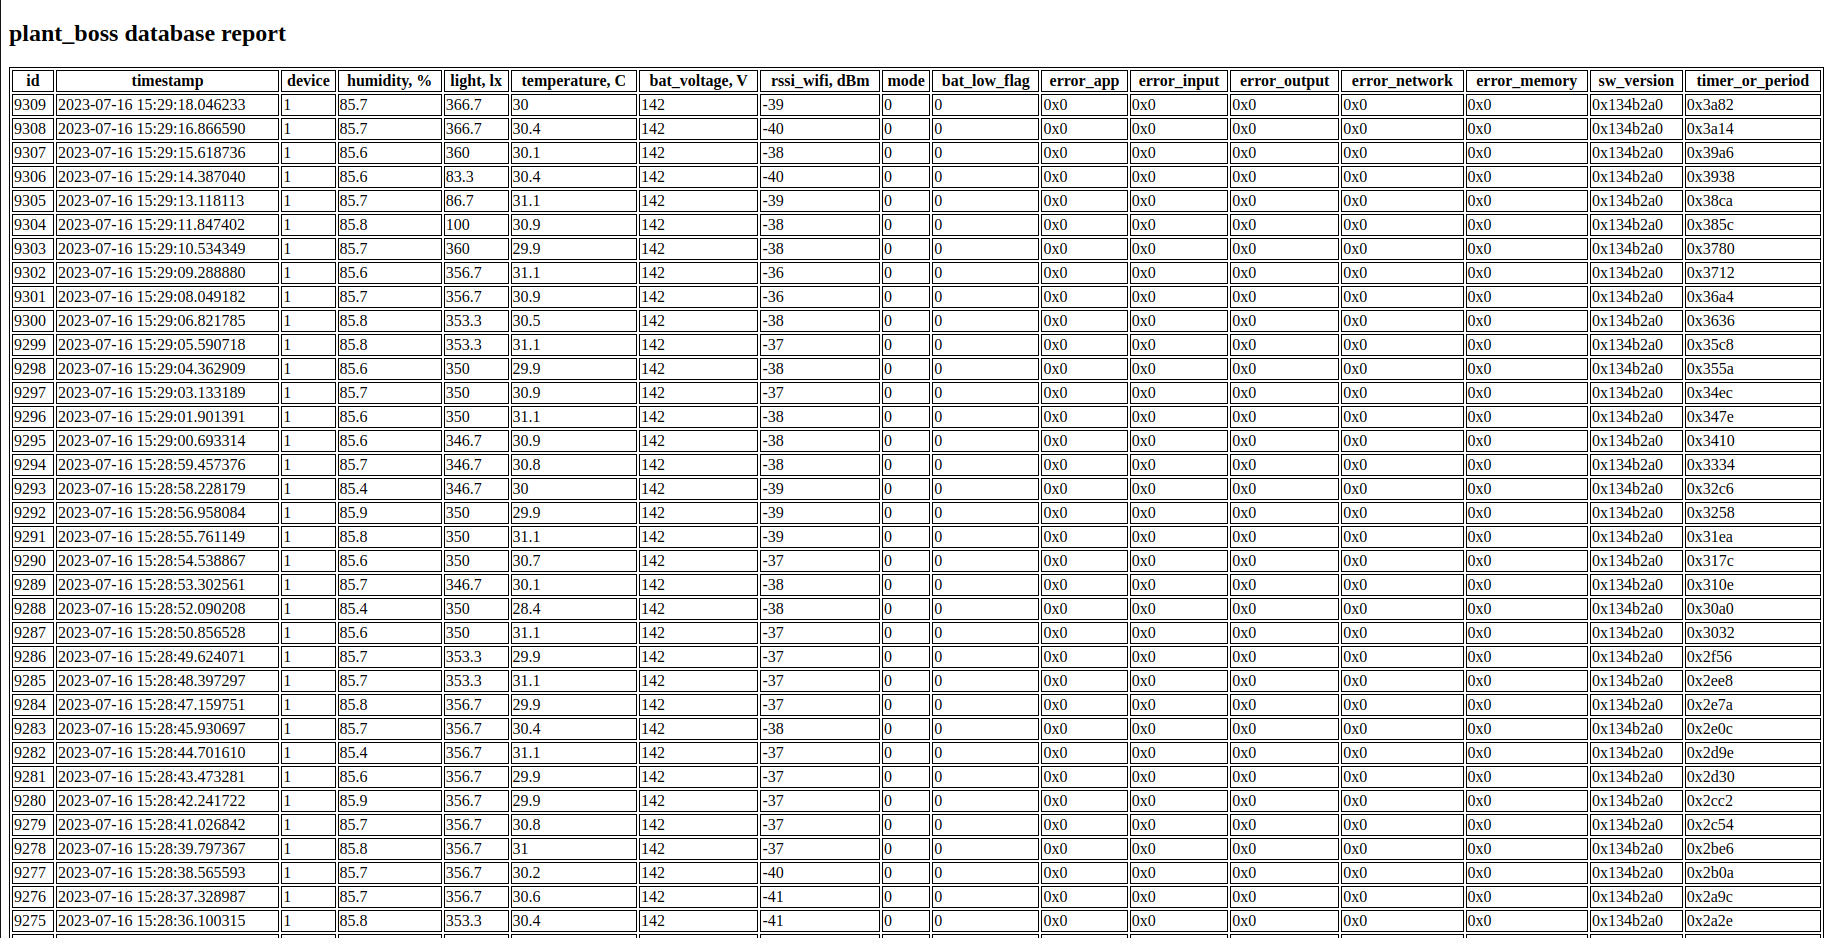 plant_boss database report
id timestamp device humidity, % light, lx temperature, C bat_voltage, V rssi_wifi, dBm mode bat_low_flag error_app error_input error_output error_network error_memory sw_version timer_or_period
9309 2023-07-16 15:29:18.046233 1 85.7 366.7 30 142 -39 0 0 0x0 0x0 0x0 0x0 0x0 0x134b2a0 0x3a82
9308 2023-07-16 15:29:16.866590 1 85.7 366.7 30.4 142 -40 0 0 0x0 0x0 0x0 0x0 0x0 0x134b2a0 0x3a14
9307 2023-07-16 15:29:15.618736 1 85.6 360 30.1 142 -38 0 0 0x0 0x0 0x0 0x0 0x0 0x134b2a0 0x39a6
9306 2023-07-16 15:29:14.387040 1 85.6 83.3 30.4 142 -40 0 0 0x0 0x0 0x0 0x0 0x0 0x134b2a0 0x3938
9305 2023-07-16 15:29:13.118113 1 85.7 86.7 31.1 142 -39 0 0 0x0 0x0 0x0 0x0 0x0 0x134b2a0 0x38ca
9304 2023-07-16 15:29:11.847402 1 85.8 100 30.9 142 -38 0 0 0x0 0x0 0x0 0x0 0x0 0x134b2a0 0x385c
9303 2023-07-16 15:29:10.534349 1 85.7 360 29.9 142 -38 0 0 0x0 0x0 0x0 0x0 0x0 0x134b2a0 0x3780
9302 2023-07-16 15:29:09.288880 1 85.6 356.7 31.1 142 -36 0 0 0x0 0x0 0x0 0x0 0x0 0x134b2a0 0x3712
9301 2023-07-16 15:29:08.049182 1 85.7 356.7 30.9 142 -36 0 0 0x0 0x0 0x0 0x0 0x0 0x134b2a0 0x36a4
9300 2023-07-16 15:29:06.821785 1 85.8 353.3 30.5 142 -38 0 0 0x0 0x0 0x0 0x0 0x0 0x134b2a0 0x3636
9299 2023-07-16 15:29:05.590718 1 85.8 353.3 31.1 142 -37 0 0 0x0 0x0 0x0 0x0 0x0 0x134b2a0 0x35c8
9298 2023-07-16 15:29:04.362909 1 85.6 350 29.9 142 -38 0 0 0x0 0x0 0x0 0x0 0x0 0x134b2a0 0x355a
9297 2023-07-16 15:29:03.133189 1 85.7 350 30.9 142 -37 0 0 0x0 0x0 0x0 0x0 0x0 0x134b2a0 0x34ec
9296 2023-07-16 15:29:01.901391 1 85.6 350 31.1 142 -38 0 0 0x0 0x0 0x0 0x0 0x0 0x134b2a0 0x347e
9295 2023-07-16 15:29:00.693314 1 85.6 346.7 30.9 142 -38 0 0 0x0 0x0 0x0 0x0 0x0 0x134b2a0 0x3410
9294 2023-07-16 15:28:59.457376 1 85.7 346.7 30.8 142 -38 0 0 0x0 0x0 0x0 0x0 0x0 0x134b2a0 0x3334
9293 2023-07-16 15:28:58.228179 1 85.4 346.7 30 142 -39 0 0 0x0 0x0 0x0 0x0 0x0 0x134b2a0 0x32c6
9292 2023-07-16 15:28:56.958084 1 85.9 350 29.9 142 -39 0 0 0x0 0x0 0x0 0x0 0x0 0x134b2a0 0x3258
9291 2023-07-16 15:28:55.761149 1 85.8 350 31.1 142 -39 0 0 0x0 0x0 0x0 0x0 0x0 0x134b2a0 0x31ea
9290 2023-07-16 15:28:54.538867 1 85.6 350 30.7 142 -37 0 0 0x0 0x0 0x0 0x0 0x0 0x134b2a0 0x317c
9289 2023-07-16 15:28:53.302561 1 85.7 346.7 30.1 142 -38 0 0 0x0 0x0 0x0 0x0 0x0 0x134b2a0 0x310e
9288 2023-07-16 15:28:52.090208 1 85.4 350 28.4 142 -38 0 0 0x0 0x0 0x0 0x0 0x0 0x134b2a0 0x30a0
9287 2023-07-16 15:28:50.856528 1 85.6 350 31.1 142 -37 0 0 0x0 0x0 0x0 0x0 0x0 0x134b2a0 0x3032
9286 2023-07-16 15:28:49.624071 1 85.7 353.3 29.9 142 -37 0 0 0x0 0x0 0x0 0x0 0x0 0x134b2a0 0x2f56
9285 2023-07-16 15:28:48.397297 1 85.7 353.3 31.1 142 -37 0 0 0x0 0x0 0x0 0x0 0x0 0x134b2a0 0x2ee8
9284 2023-07-16 15:28:47.159751 1 85.8 356.7 29.9 142 -37 0 0 0x0 0x0 0x0 0x0 0x0 0x134b2a0 0x2e7a
9283 2023-07-16 15:28:45.930697 1 85.7 356.7 30.4 142 -38 0 0 0x0 0x0 0x0 0x0 0x0 0x134b2a0 0x2e0c
9282 2023-07-16 15:28:44.701610 1 85.4 356.7 31.1 142 -37 0 0 0x0 0x0 0x0 0x0 0x0 0x134b2a0 0x2d9e
9281 2023-07-16 15:28:43.473281 1 85.6 356.7 29.9 142 -37 0 0 0x0 0x0 0x0 0x0 0x0 0x134b2a0 0x2d30
9280 2023-07-16 15:28:42.241722 1 85.9 356.7 29.9 142 -37 0 0 0x0 0x0 0x0 0x0 0x0 0x134b2a0 0x2cc2
9279 2023-07-16 15:28:41.026842 1 85.7 356.7 30.8 142 -37 0 0 0x0 0x0 0x0 0x0 0x0 0x134b2a0 0x2c54
9278 2023-07-16 15:28:39.797367 1 85.8 356.7 31 142 -37 0 0 0x0 0x0 0x0 0x0 0x0 0x134b2a0 0x2be6
9277 2023-07-16 15:28:38.565593 1 85.7 356.7 30.2 142 -40 0 0 0x0 0x0 0x0 0x0 0x0 0x134b2a0 0x2b0a
9276 2023-07-16 15:28:37.328987 1 85.7 356.7 30.6 142 -41 0 0 0x0 0x0 0x0 0x0 0x0 0x134b2a0 0x2a9c
9275 2023-07-16 15:28:36.100315 1 85.8 353.3 30.4 142 -41 0 0 0x0 0x0 0x0 0x0 0x0 0x134b2a0 0x2a2e